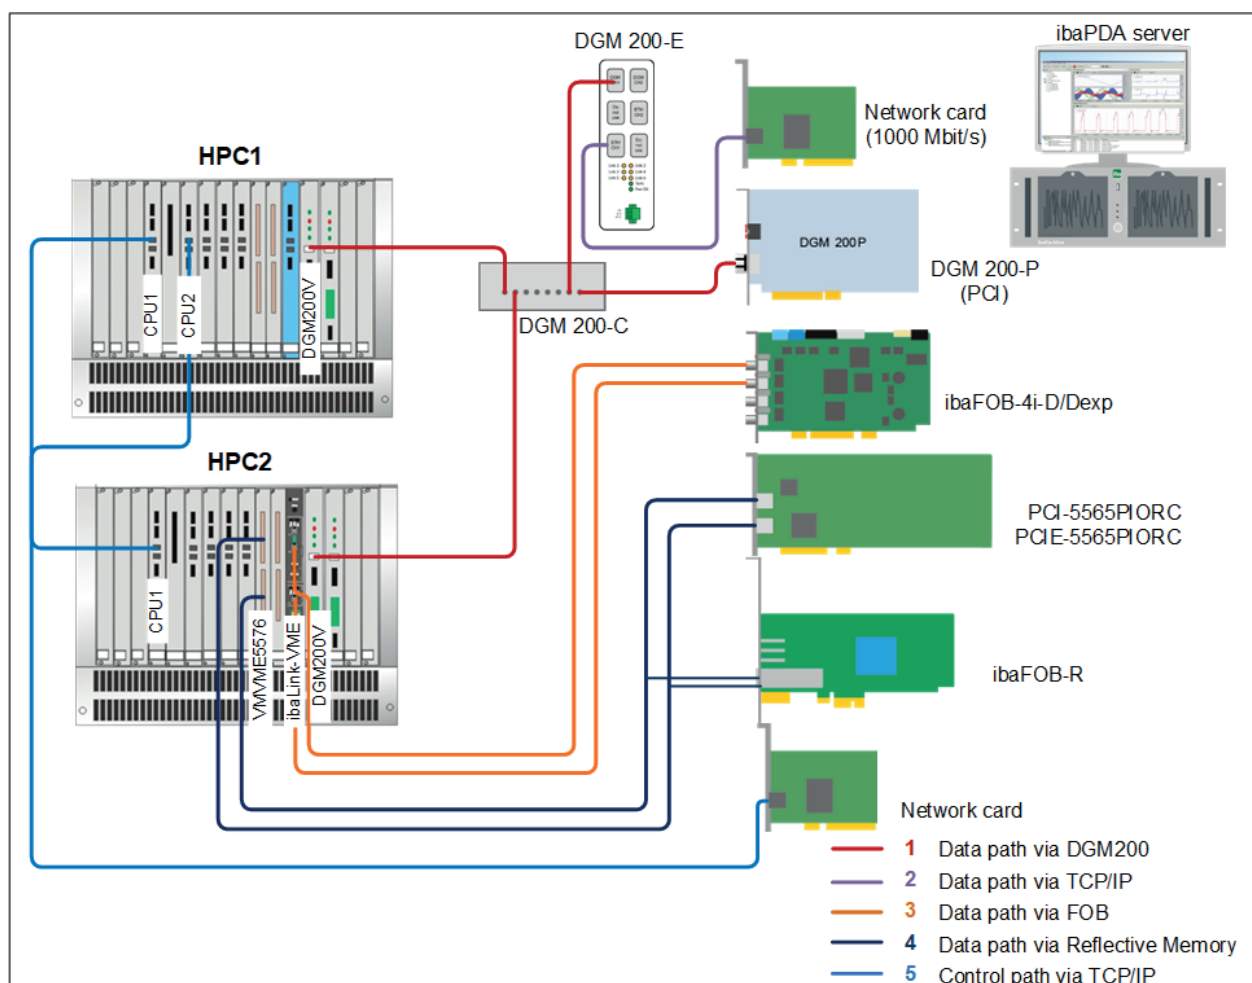 DGM 200-E
ibaPDA server
Network card
(1000 Mbit/s)
HPC1
CPU1
CPU2
DGM200V
DGM 200P
DGM 200-P
(PCI)
DGM 200-C
ibaFOB-4i-D/Dexp
HPC2
CPU1
VMVME5576
ibaLink-VME
DGM200V
PCI-5565PIORC
PCIE-5565PIORC
ibaFOB-R
Network card
1 Data path via DGM200
2 Data path via TCP/IP
3 Data path via FOB
4 Data path via Reflective Memory
5 Control path via TCP/IP